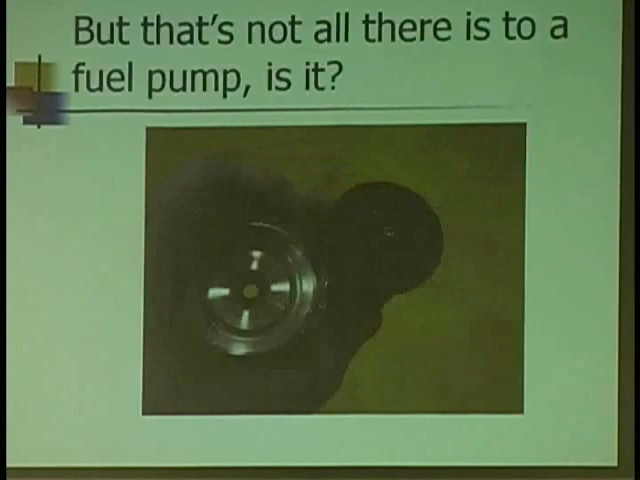 But that's not all there is to a
fuel pump, is it?